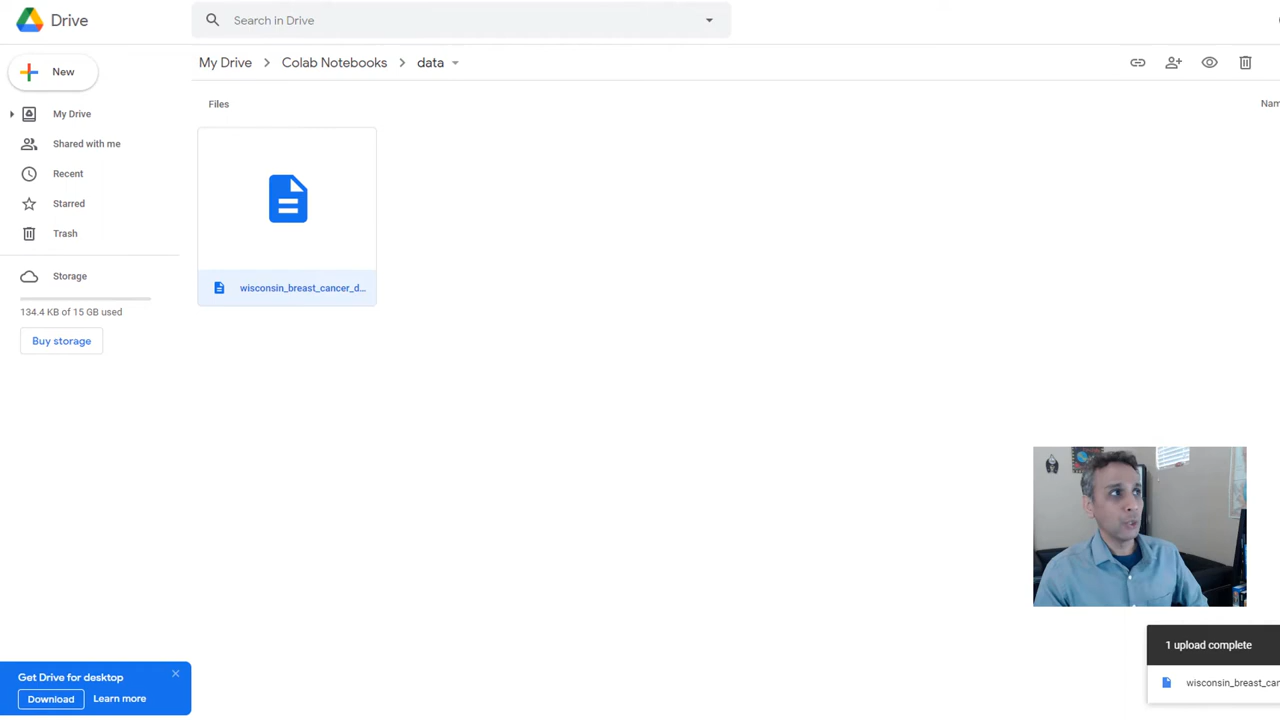 Drive
Search in Drive
New
My Drive
Colab Notebooks
data
My Drive
Shared with me
Recent
Starred
Trash
Storage
134.4 KB of 15 GB used
Buy storage
Files
Nam
wisconsin_breast_cancer_d...
1 upload complete
wisconsin_breast_can
Get Drive for desktop
Download
Learn more